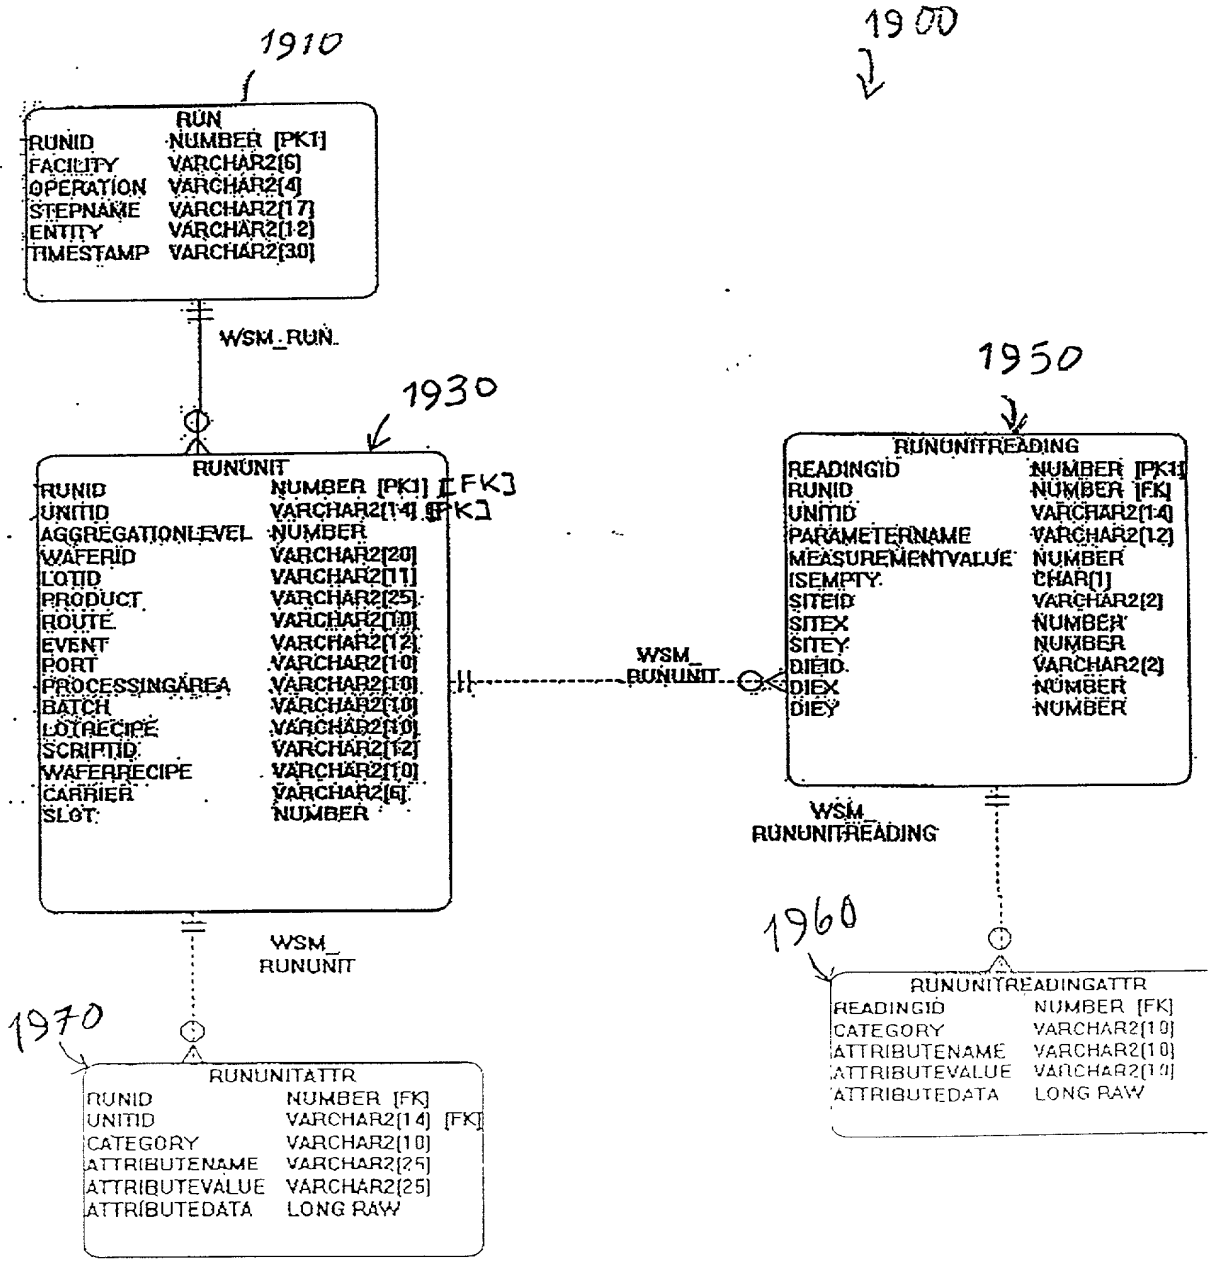 1900
1910
RUN
RUNID NUMBER [PK1]
FACILITY VARCHAR2[6]
OPERATION VARCHAR2[4]
STEPNAME VARCHAR2[17]
ENTITY VARCHAR2[12]
TIMESTAMP VARCHAR2[30]
WSM_RUN
1930
RUNUNIT
RUNID NUMBER [PK1] [FK]
UNITID VARCHAR2[14] [PK]
AGGREGATIONLEVEL NUMBER
WAFERID VARCHAR2[20]
LOTID VARCHAR2[11]
PRODUCT VARCHAR2[25]
ROUTE VARCHAR2[10]
EVENT VARCHAR2[12]
PORT VARCHAR2[10]
PROCESSINGAREA VARCHAR2[10]
BATCH VARCHAR2[10]
LOTRECIPE VARCHAR2[10]
SCRIPTID VARCHAR2[12]
WAFERRECIPE VARCHAR2[10]
CARRIER VARCHAR2[6]
SLOT NUMBER
WSM_
RUNUNIT
1950
RUNUNITREADING
READINGID NUMBER [PK1]
RUNID NUMBER [FK]
UNITID VARCHAR2[14]
PARAMETERNAME VARCHAR2[12]
MEASUREMENTVALUE NUMBER
ISEMPTY CHAR[1]
SITEID VARCHAR2[2]
SITEX NUMBER
SITEY NUMBER
DIEID VARCHAR2[2]
DIEX NUMBER
DIEY NUMBER
WSM_
RUNUNITREADING
WSM_
RUNUNIT
1960
RUNUNITREADINGATTR
READINGID NUMBER [FK]
CATEGORY VARCHAR2[10]
ATTRIBUTENAME VARCHAR2[10]
ATTRIBUTEVALUE VARCHAR2[10]
ATTRIBUTEDATA LONG RAW
1970
RUNUNITATTR
RUNID NUMBER [FK]
UNITID VARCHAR2[14] [FK]
CATEGORY VARCHAR2[10]
ATTRIBUTENAME VARCHAR2[25]
ATTRIBUTEVALUE VARCHAR2[25]
ATTRIBUTEDATA LONG RAW